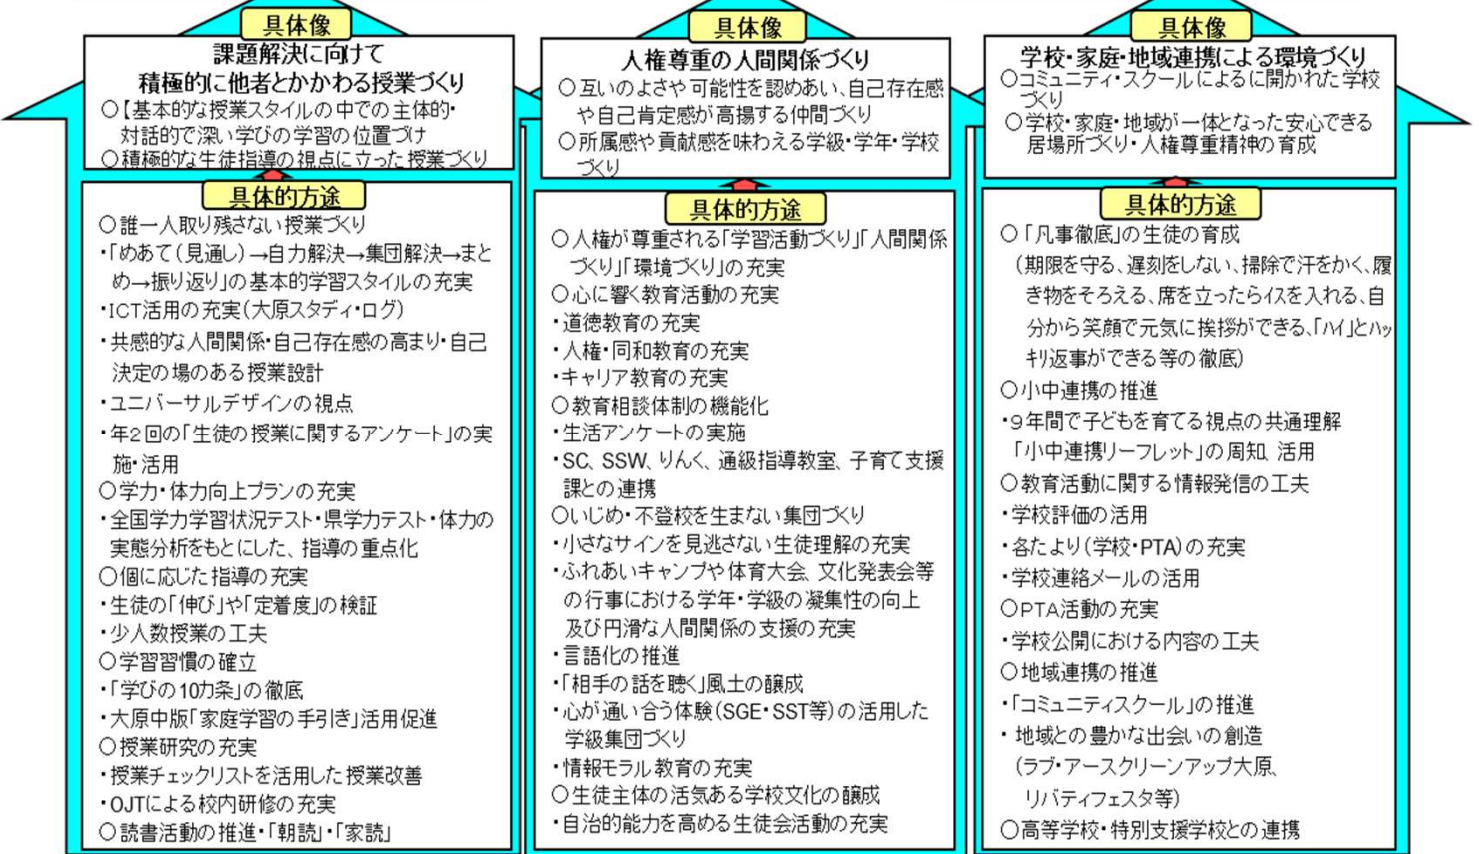 具体像
課題解決に向けて
積極的に他者とかかわる授業づくり
○【基本的な授業スタイルの中での主体的・
対話的で深い学びの学習の位置づけ
○積極的な生徒指導の視点に立った授業づくり
具体的方途
○誰一人取り残さない授業づくり
・「めあて（見通し）→自力解決→集団解決→まと
め→振り返り」の基本的学習スタイルの充実
・ICT活用の充実（大原スタディ・ログ）
・共感的な人間関係・自己存在感の高まり・自己
決定の場のある授業設計
・ユニバーサルデザインの視点
・年２回の「生徒の授業に関するアンケート」の実
施・活用
○学力・体力向上プランの充実
・全国学力学習状況テスト・県学力テスト・体力の
実態分析をもとにした、指導の重点化
○個に応じた指導の充実
・生徒の「伸び」や「定着度」の検証
・少人数授業の工夫
○学習習慣の確立
・「学びの10カ条」の徹底
・大原中版「家庭学習の手引き」活用促進
○授業研究の充実
・授業チェックリストを活用した授業改善
・OJTによる校内研修の充実
○読書活動の推進・「朝読」・「家読」
具体像
人権尊重の人間関係づくり
○互いのよさや可能性を認めあい、自己存在感
や自己肯定感が高揚する仲間づくり
○所属感や貢献感を味わえる学級・学年・学校
づくり
具体的方途
○人権が尊重される「学習活動づくり」「人間関係
づくり」「環境づくり」の充実
○心に響く教育活動の充実
・道徳教育の充実
・人権・同和教育の充実
・キャリア教育の充実
○教育相談体制の機能化
・生活アンケートの実施
・SC、SSW、りんく、通級指導教室、子育て支援
課との連携
○いじめ・不登校を生まない集団づくり
・小さなサインを見逃さない生徒理解の充実
・ふれあいキャンプや体育大会、文化発表会等
の行事における学年・学級の凝集性の向上
及び円滑な人間関係の支援の充実
・言語化の推進
・「相手の話を聴く」風土の醸成
・心が通い合う体験（SGE・SST等）の活用した
学級集団づくり
・情報モラル教育の充実
○生徒主体の活気ある学校文化の醸成
・自治的能力を高める生徒会活動の充実
具体像
学校・家庭・地域連携による環境づくり
○コミュニティ・スクールによるに開かれた学校
づくり
○学校・家庭・地域が一体となった安心できる
居場所づくり・人権尊重精神の育成
具体的方途
○「凡事徹底」の生徒の育成
（期限を守る、遅刻をしない、掃除で汗をかく、履
き物をそろえる、席を立ったらイスを入れる、自
分から笑顔で元気に挨拶ができる、「ハイ」とハッ
キリ返事ができる等の徹底）
○小中連携の推進
・９年間で子どもを育てる視点の共通理解
「小中連携リーフレット」の周知、活用
○教育活動に関する情報発信の工夫
・学校評価の活用
・各たより（学校・PTA）の充実
・学校連絡メールの活用
○PTA活動の充実
・学校公開における内容の工夫
○地域連携の推進
・「コミュニティスクール」の推進
・ 地域との豊かな出会いの創造
（ラブ・アースクリーンアップ大原、
リバティフェスタ等）
○高等学校・特別支援学校との連携